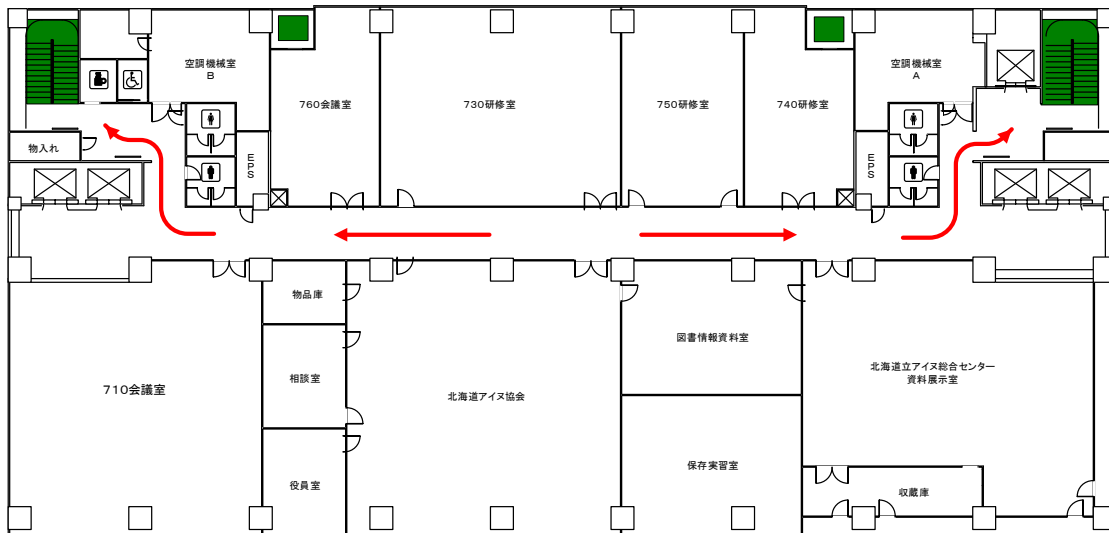 空調機械室
B
空調機械室
A
760会議室
730研修室
750研修室
740研修室
物入れ
EPS
EPS
物品庫
図書情報資料室
北海道立アイヌ総合センター
資料展示室
相談室
710会議室
北海道アイヌ協会
保存実習室
役員室
収蔵庫